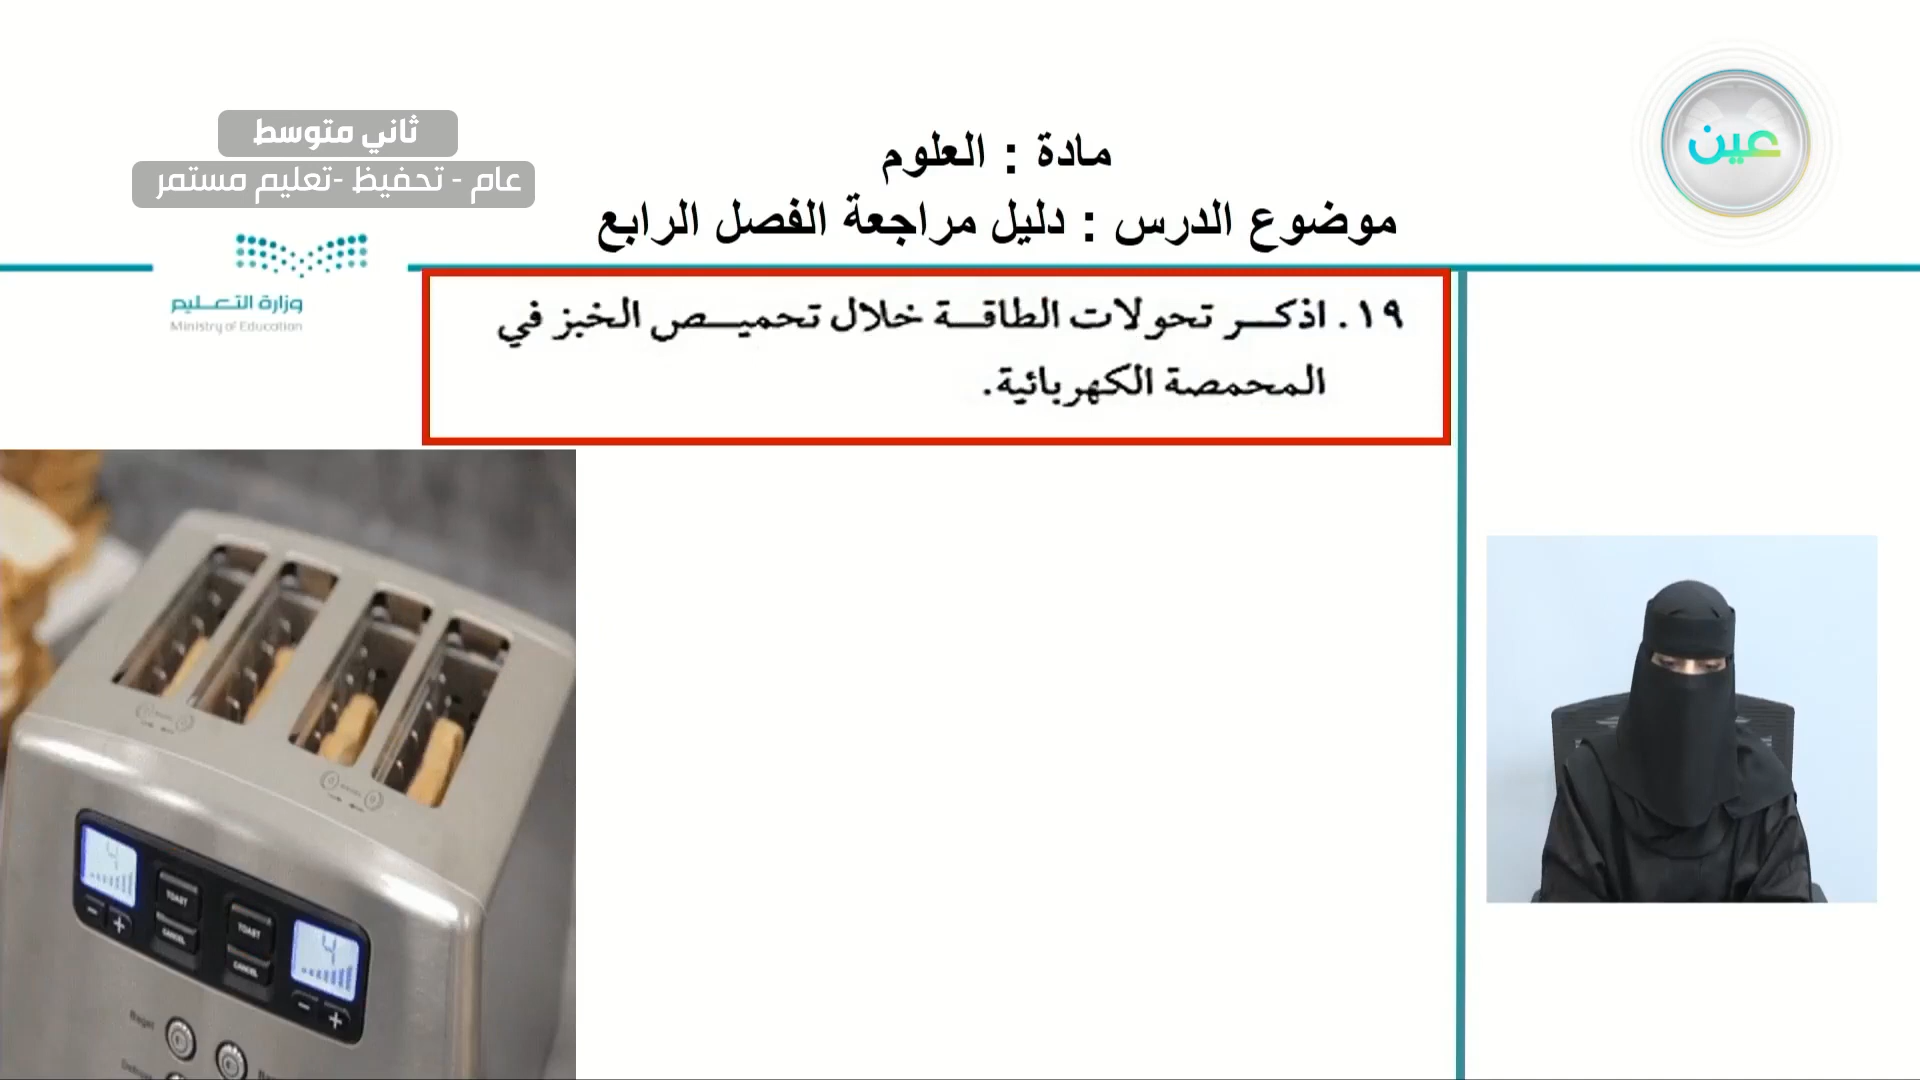 عين
ثاني متوسط
عام - تحفيظ -تعليم مستمر
مادة : العلوم
موضوع الدرس : دليل مراجعة الفصل الرابع
وزارة التعليم
Ministry of Education
١٩. اذكر تحولات الطاقة خلال تحميص الخبز في
المحمصة الكهربائية.
TOAST
CANCEL
TOAST
CANCEL
Bagel